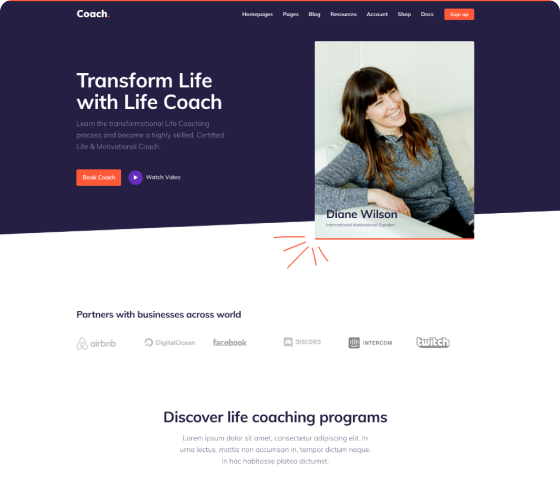 Coach.
Homepages Pages Blog Resources Account Shop Docs Sign up
Transform Life
with Life Coach
Learn the transformational Life Coaching
process and become a highly skilled, Certified
Life & Motivational Coach.
Book Coach
Watch Video
Diane Wilson
International Motivational Speaker
Partners with businesses across world
airbnb
DigitalOcean
facebook
DISCORD
INTERCOM
twitch
Discover life coaching programs
Lorem ipsum dolor sit amet, consectetur adipiscing elit. In
urna lectus, mattis non accumsan in, tempor dictum neque.
In hac habitasse platea dictumst.